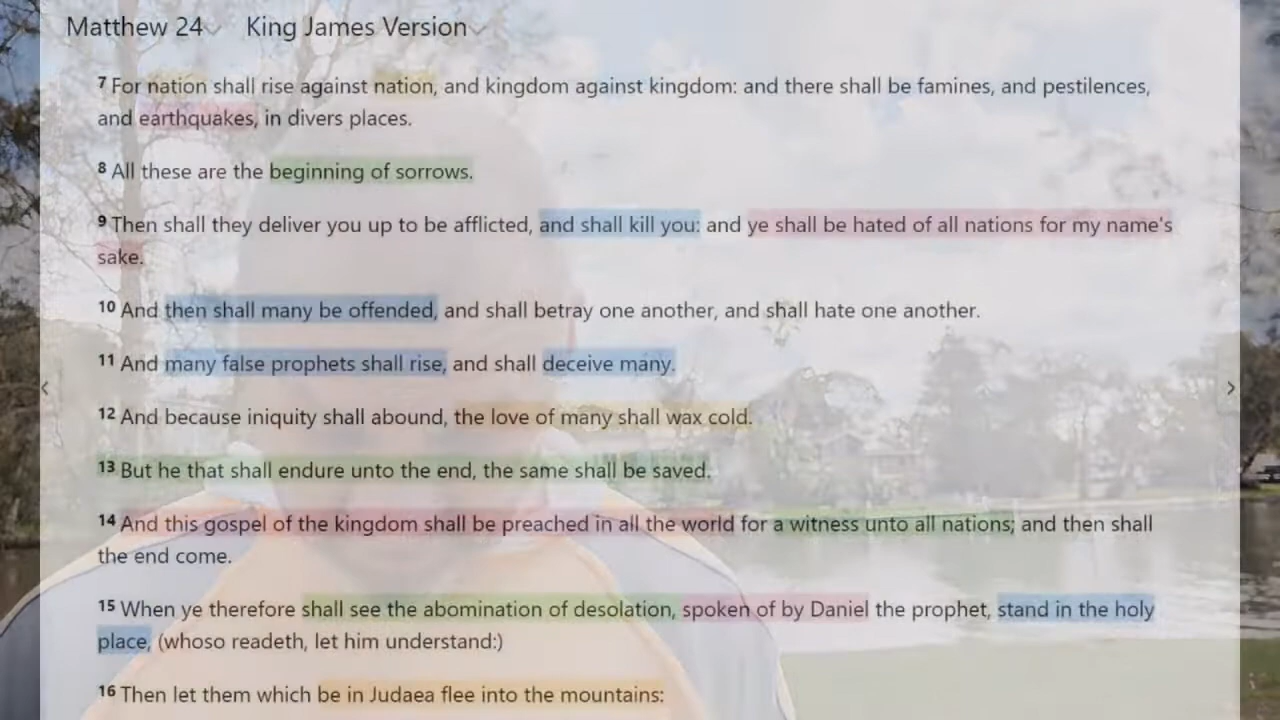 Matthew 24 King James Version
7 For nation shall rise against nation, and kingdom against kingdom: and there shall be famines, and pestilences,
and earthquakes, in divers places.
8 All these are the beginning of sorrows.
9 Then shall they deliver you up to be afflicted, and shall kill you: and ye shall be hated of all nations for my name's
sake.
10 And then shall many be offended, and shall betray one another, and shall hate one another.
11 And many false prophets shall rise, and shall deceive many.
12 And because iniquity shall abound, the love of many shall wax cold.
13 But he that shall endure unto the end, the same shall be saved.
14 And this gospel of the kingdom shall be preached in all the world for a witness unto all nations; and then shall
the end come.
15 When ye therefore shall see the abomination of desolation, spoken of by Daniel the prophet, stand in the holy
place, (whoso readeth, let him understand:)
16 Then let them which be in Judaea flee into the mountains: